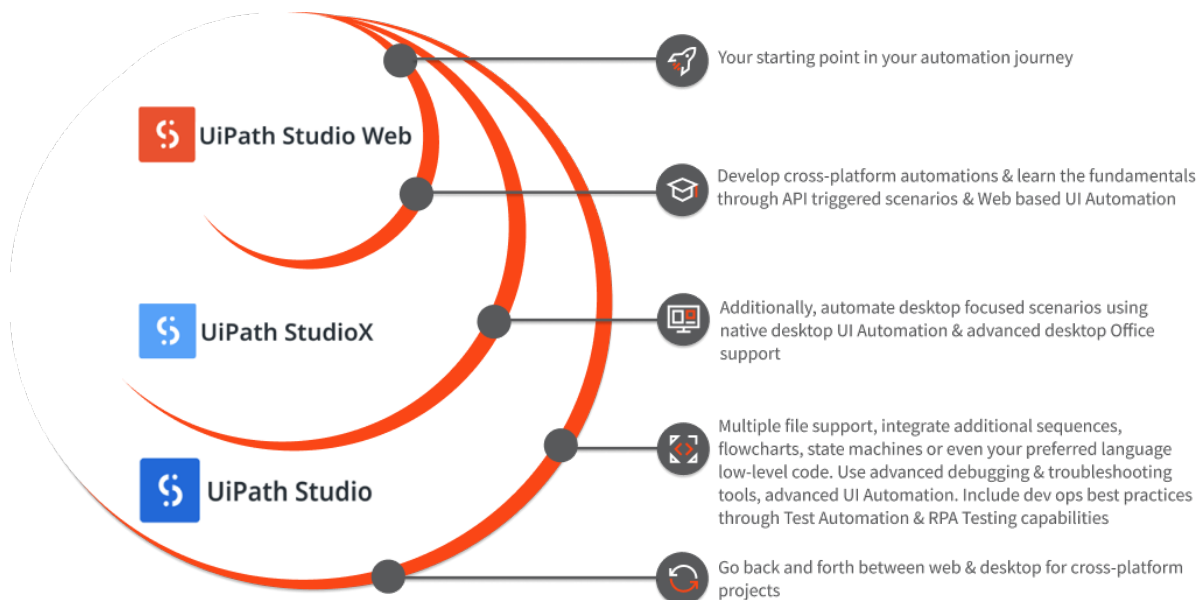 Your starting point in your automation journey
UiPath Studio Web
Develop cross-platform automations & learn the fundamentals
through API triggered scenarios & Web based UI Automation
UiPath StudioX
Additionally, automate desktop focused scenarios using
native desktop UI Automation & advanced desktop Office
support
UiPath Studio
Multiple file support, integrate additional sequences,
flowcharts, state machines or even your preferred language
low-level code. Use advanced debugging & troubleshooting
tools, advanced UI Automation. Include dev ops best practices
through Test Automation & RPA Testing capabilities
Go back and forth between web & desktop for cross-platform
projects